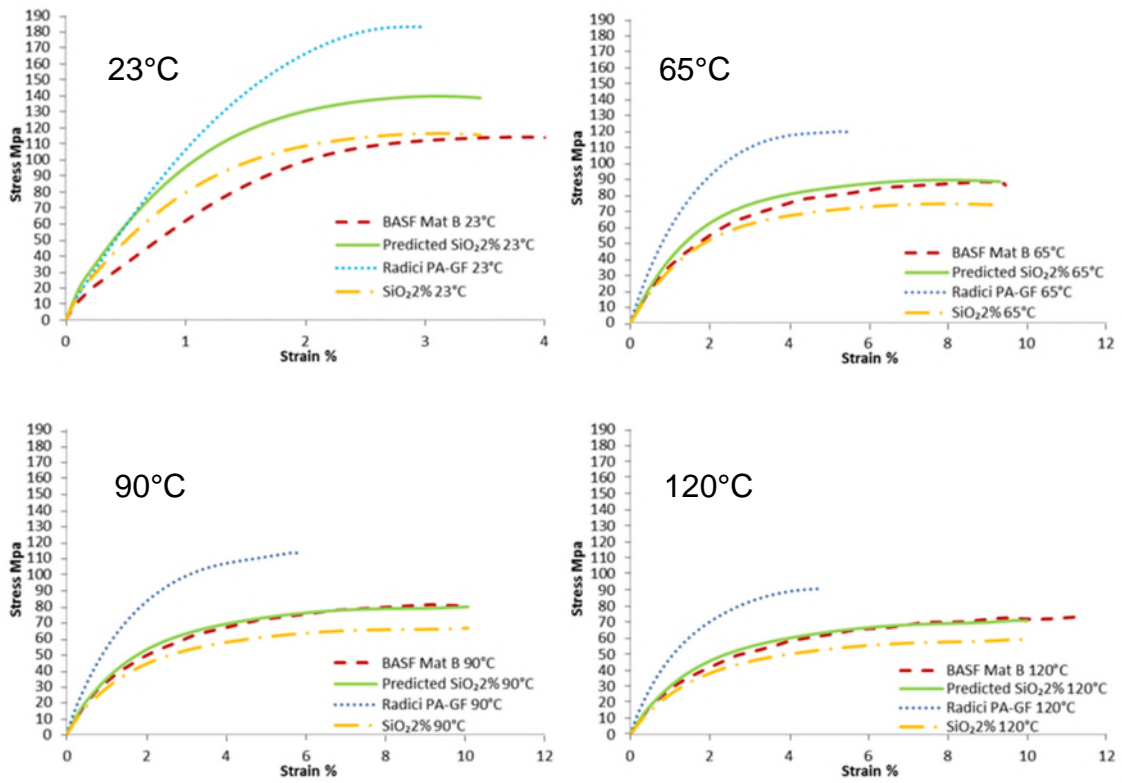 190
180
170
160
150
140
130
120
110
100
90
80
70
60
50
40
30
20
10
0
Stress Mpa
23°C
BASF Mat B 23°C
Predicted SiO₂2% 23°C
Radici PA-GF 23°C
SiO₂2% 23°C
0 1 2 3 4
Strain %
190
180
170
160
150
140
130
120
110
100
90
80
70
60
50
40
30
20
10
0
Stress Mpa
65°C
BASF Mat B 65°C
Predicted SiO₂2% 65°C
Radici PA-GF 65°C
SiO₂2% 65°C
0 2 4 6 8 10 12
Strain %
190
180
170
160
150
140
130
120
110
100
90
80
70
60
50
40
30
20
10
0
Stress Mpa
90°C
BASF Mat B 90°C
Predicted SiO₂2% 90°C
Radici PA-GF 90°C
SiO₂2% 90°C
0 2 4 6 8 10 12
Strain %
190
180
170
160
150
140
130
120
110
100
90
80
70
60
50
40
30
20
10
0
Stress Mpa
120°C
BASF Mat B 120°C
Predicted SiO₂2% 120°C
Radici PA-GF 120°C
SiO₂2% 120°C
0 2 4 6 8 10 12
Strain %